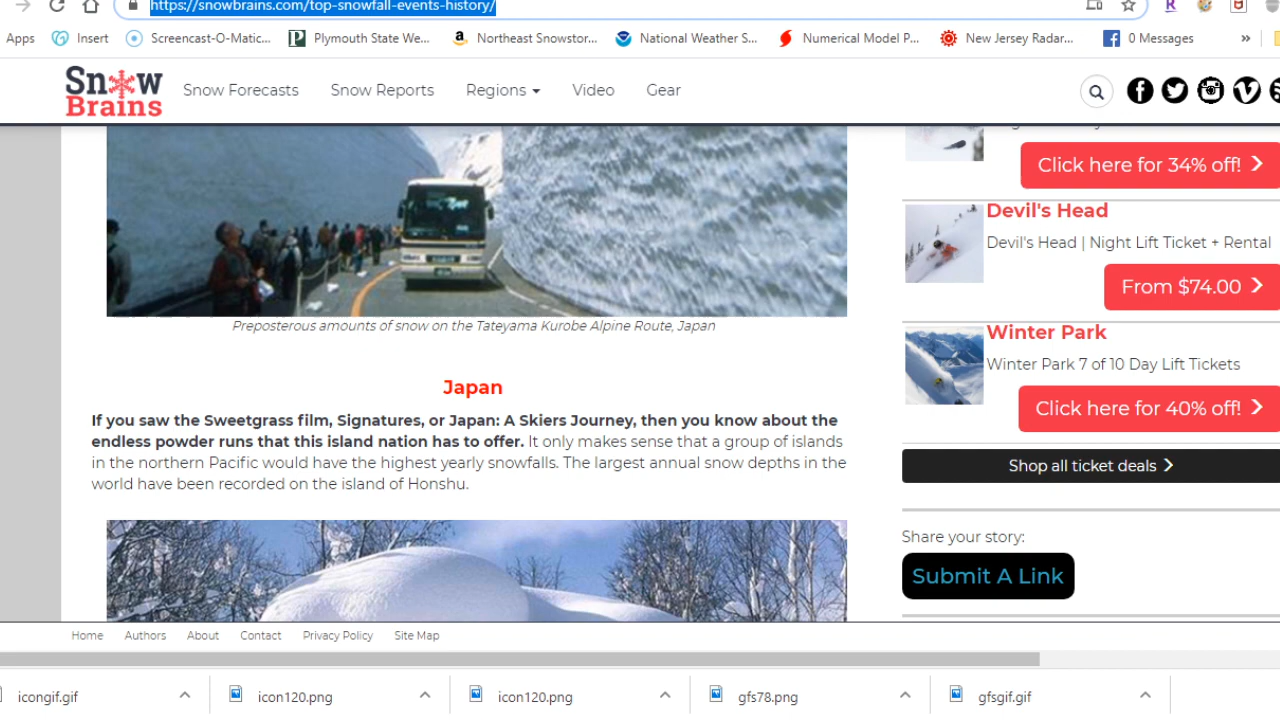 https://snowbrains.com/top-snowfall-events-history/
Apps Insert Screencast-O-Matic... Plymouth State We... Northeast Snowstor... National Weather S... Numerical Model P... New Jersey Radar... 0 Messages »
Snow Brains
Snow Forecasts Snow Reports Regions Video Gear
Click here for 34% off!
Devil's Head
Devil's Head | Night Lift Ticket + Rental
From $74.00
Preposterous amounts of snow on the Tateyama Kurobe Alpine Route, Japan
Winter Park
Winter Park 7 of 10 Day Lift Tickets
Click here for 40% off!
Japan
If you saw the Sweetgrass film, Signatures, or Japan: A Skiers Journey, then you know about the
endless powder runs that this island nation has to offer. It only makes sense that a group of islands
in the northern Pacific would have the highest yearly snowfalls. The largest annual snow depths in the
world have been recorded on the island of Honshu.
Shop all ticket deals
Share your story:
Submit A Link
Home Authors About Contact Privacy Policy Site Map
icongif.gif icon120.png icon120.png gfs78.png gfsgif.gif